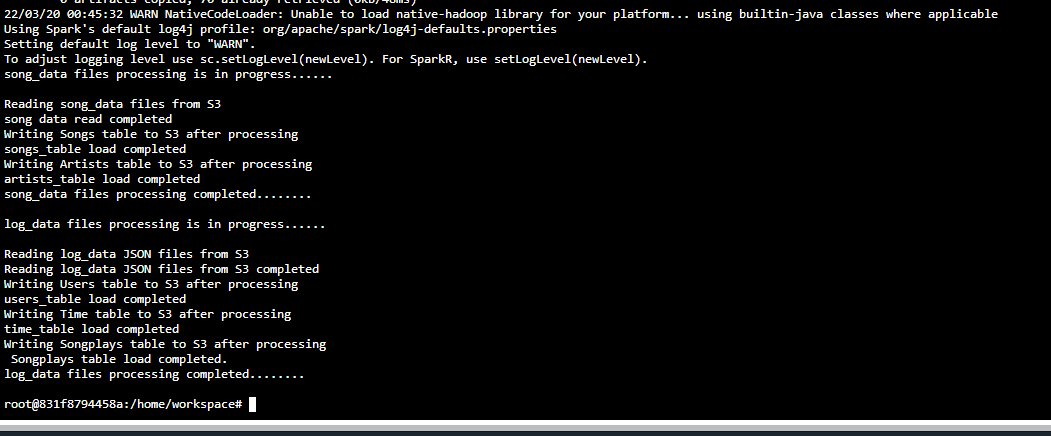 0 artifacts copied, 70 already retrieved (0kB/40ms)
22/03/20 00:45:32 WARN NativeCodeLoader: Unable to load native-hadoop library for your platform... using builtin-java classes where applicable
Using Spark's default log4j profile: org/apache/spark/log4j-defaults.properties
Setting default log level to "WARN".
To adjust logging level use sc.setLogLevel(newLevel). For SparkR, use setLogLevel(newLevel).
song_data files processing is in progress......
Reading song_data files from S3
song data read completed
Writing Songs table to S3 after processing
songs_table load completed
Writing Artists table to S3 after processing
artists_table load completed
song_data files processing completed........
log_data files processing is in progress......
Reading log_data JSON files from S3
Reading log_data JSON files from S3 completed
Writing Users table to S3 after processing
users_table load completed
Writing Time table to S3 after processing
time_table load completed
Writing Songplays table to S3 after processing
Songplays table load completed.
log_data files processing completed........
root@831f8794458a:/home/workspace#